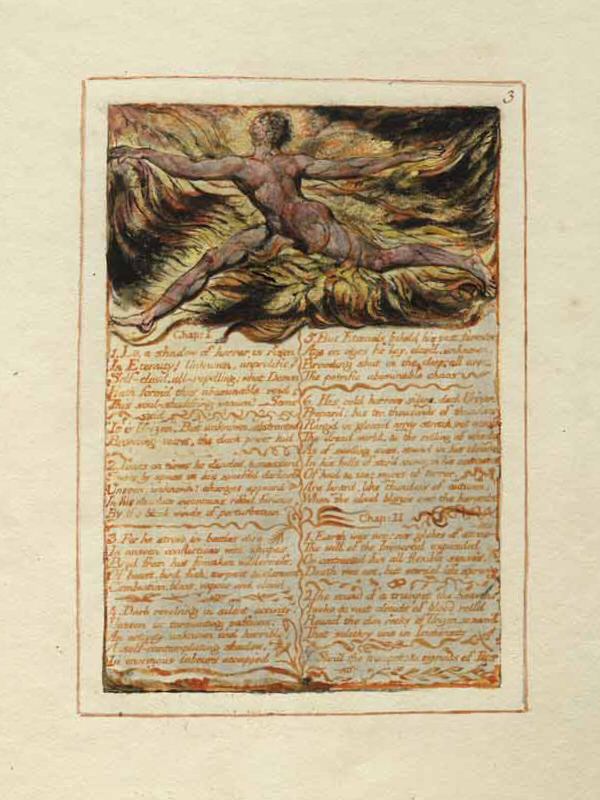 3
Chap: I
1. Lo, a shadow of horror is risen
In Eternity! Unknown, unprolific!
Self-closd, all-repelling; what Demon
Hath form'd this abominable void
This soul-shudd'ring vacuum? Some
said
It is Urizen, But unknown, abstracted
Brooding secret, the dark power hid.
2. Times on times he divided, & measur'd
Space by space in his ninefold darkness
Unseen, unknown! changes appeard
In his desolate mountains rifted furious
By the black winds of perturbation
3. For he strove in battles dire
In unseen conflictions with shapes
Bred from his forsaken wilderness,
Of beast, bird, fish, serpent & element
Combustion, blast, vapour and cloud.
4. Dark revolving in silent activity:
Unseen in tormenting passions;
An activity unknown and horrible;
A self-contemplating shadow,
In enormous labours occupied
5. But Eternals beheld his vast forests
Age on ages he lay, clos'd, unknown,
Brooding shut in the deep; all avoid
The petrific abominable chaos
6. His cold horrors silent, dark Urizen
Prepar'd: his ten thousands of thunders
Rang'd in gloom'd array stretch out across
The dread world, & the rolling of wheels
As of swelling seas, sound in his clouds
In his hills of stor'd snows, in his mountains
Of hail & ice; voices of terror,
Are heard, like thunders of autumn,
When the cloud blazes over the harvests
Chap: II
1. Earth was not: nor globes of attraction
The will of the Immortal expanded
Or contracted his all flexible senses.
Death was not, but eternal life sprung
2. The sound of a trumpet the heavens
Awoke & vast clouds of blood roll'd
Round the dim rocks of Urizen, so nam'd
That solitary one in Immensity
3. Shrill the trumpet: & myriads of Eternity